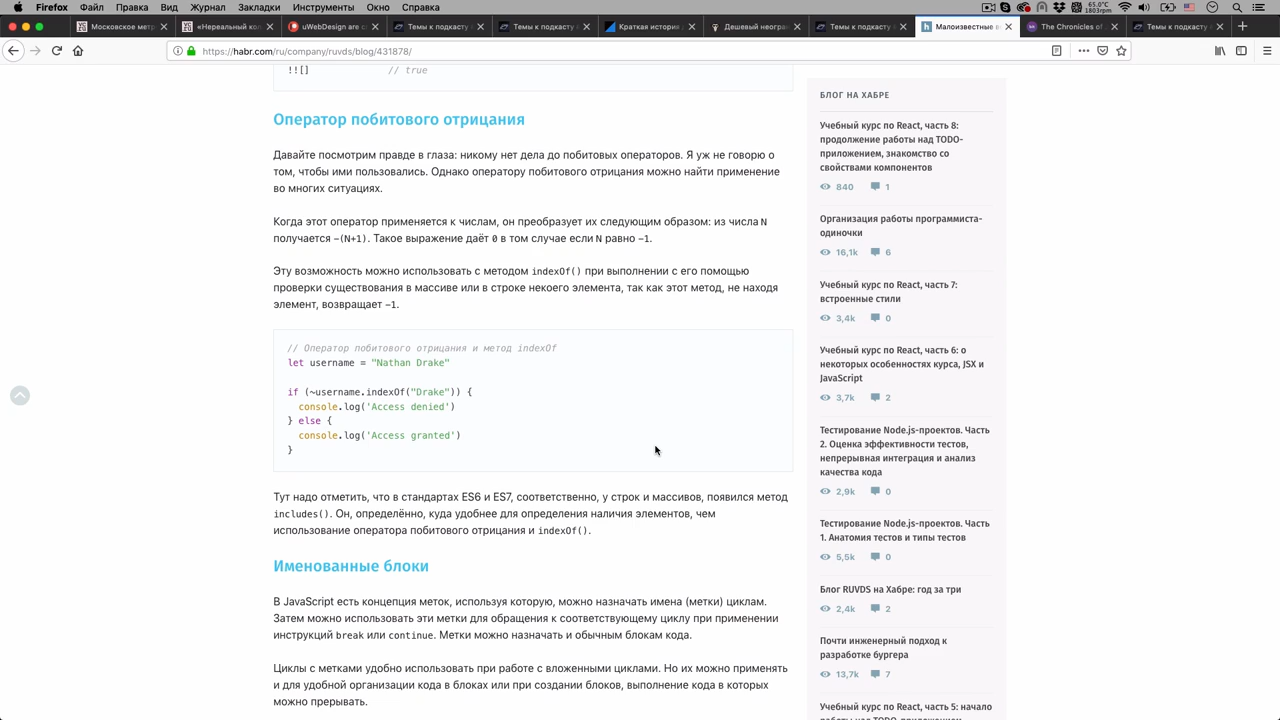 Firefox Файл Правка Вид Журнал Закладки Инструменты Окно Справка
65.0°C 1803rpm
Московское мет «Нервальный ко uWebDesign are c Темы к подкасту Темы к подкасту Краткая история Дешевый неогра Темы к подкасту Малоизвестные в The Chronicles of Темы к подкасту
https://habr.com/ru/company/ruvds/blog/431878/
!![] // true
Оператор побитового отрицания
Давайте посмотрим правде в глаза: никому нет дела до побитовых операторов. Я уж не говорю о
том, чтобы ими пользовались. Однако оператору побитового отрицания можно найти применение
во многих ситуациях.
Когда этот оператор применяется к числам, он преобразует их следующим образом: из числа N
получается −(N+1). Такое выражение даёт 0 в том случае если N равно −1.
Эту возможность можно использовать с методом indexOf() при выполнении с его помощью
проверки существования в массиве или в строке некоего элемента, так как этот метод, не находя
элемент, возвращает −1.
// Оператор побитового отрицания и метод indexOf
let username = "Nathan Drake"
if (~username.indexOf("Drake")) {
console.log('Access denied')
} else {
console.log('Access granted')
}
Тут надо отметить, что в стандартах ES6 и ES7, соответственно, у строк и массивов, появился метод
includes(). Он, определённо, куда удобнее для определения наличия элементов, чем
использование оператора побитового отрицания и indexOf().
Именованные блоки
В JavaScript есть концепция меток, используя которую, можно назначать имена (метки) циклам.
Затем можно использовать эти метки для обращения к соответствующему циклу при применении
инструкций break или continue. Метки можно назначать и обычным блокам кода.
Циклы с метками удобно использовать при работе с вложенными циклами. Но их можно применять
и для удобной организации кода в блоках или при создании блоков, выполнение кода в которых
можно прерывать.
БЛОГ НА ХАБРЕ
Учебный курс по React, часть 8:
продолжение работы над TODO-
приложением, знакомство со
свойствами компонентов
840 1
Организация работы программиста-
одиночки
16,1k 6
Учебный курс по React, часть 7:
встроенные стили
3,4k 0
Учебный курс по React, часть 6: о
некоторых особенностях курса, JSX и
JavaScript
3,7k 2
Тестирование Node.js-проектов. Часть
2. Оценка эффективности тестов,
непрерывная интеграция и анализ
качества кода
2,9k 0
Тестирование Node.js-проектов. Часть
1. Анатомия тестов и типы тестов
5,5k 0
Блог RUVDS на Хабре: год за три
2,4k 2
Почти инженерный подход к
разработке бургера
13,7k 7
Учебный курс по React, часть 5: начало